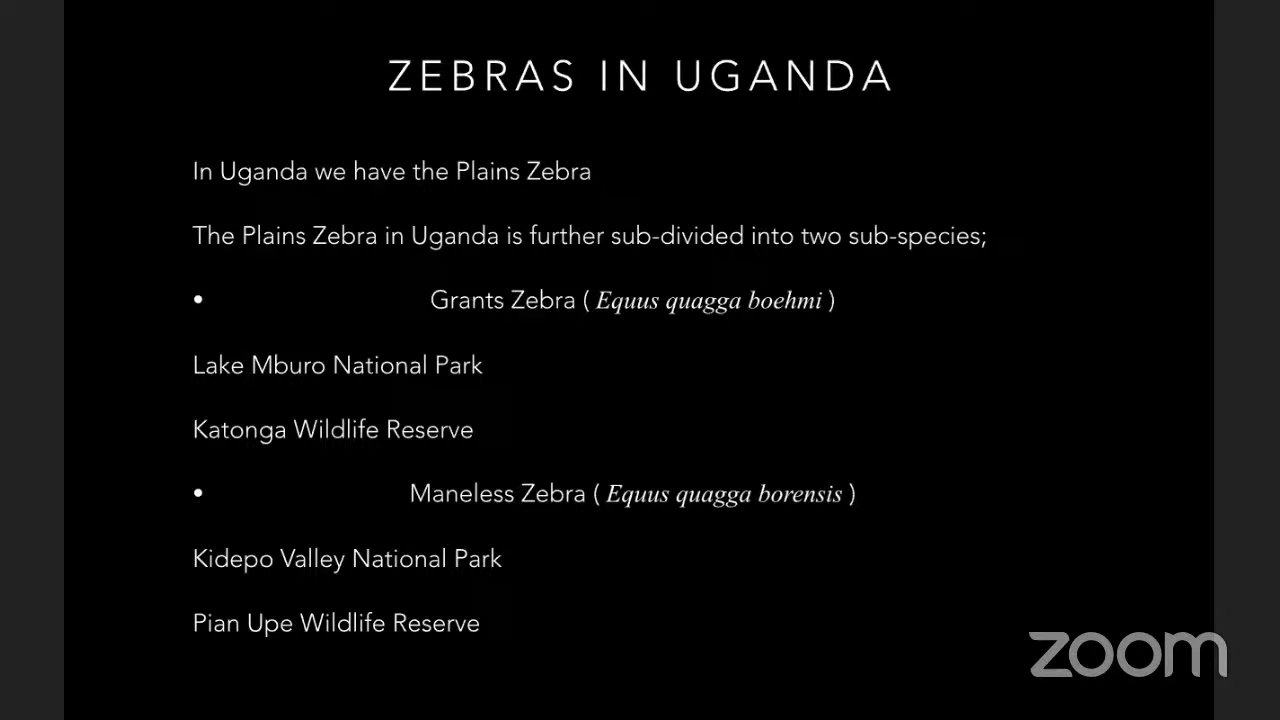 ZEBRAS IN UGANDA
In Uganda we have the Plains Zebra
The Plains Zebra in Uganda is further sub-divided into two sub-species;
• Grants Zebra ( Equus quagga boehmi )
Lake Mburo National Park
Katonga Wildlife Reserve
• Maneless Zebra ( Equus quagga borensis )
Kidepo Valley National Park
Pian Upe Wildlife Reserve
zoom